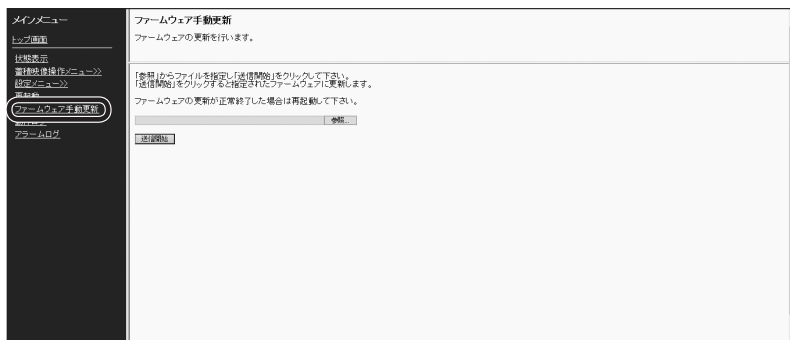 メインメニュー
トップ画面
状態表示
蓄積映像操作メニュー>>
設定メニュー>>
再起動
ファームウェア手動更新
アラームログ
ファームウェア手動更新
ファームウェアの更新を行います。
「参照」からファイルを指定し「送信開始」をクリックして下さい。
「送信開始」をクリックすると指定されたファームウェアに更新します。
ファームウェアの更新が正常終了した場合は再起動して下さい。
参照...
送信開始